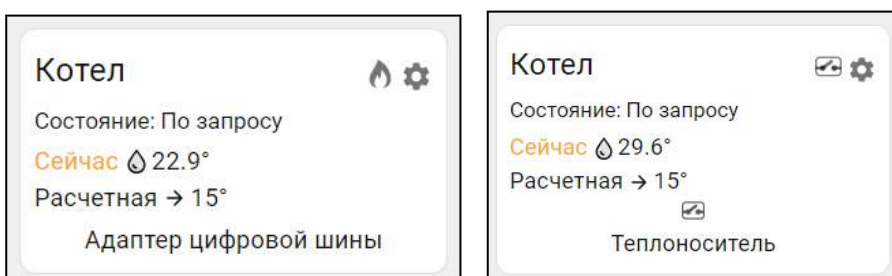 Котел
Состояние: По запросу
Сейчас 22.9°
Расчетная → 15°
Адаптер цифровой шины
Котел
Состояние: По запросу
Сейчас 29.6°
Расчетная → 15°
Теплоноситель